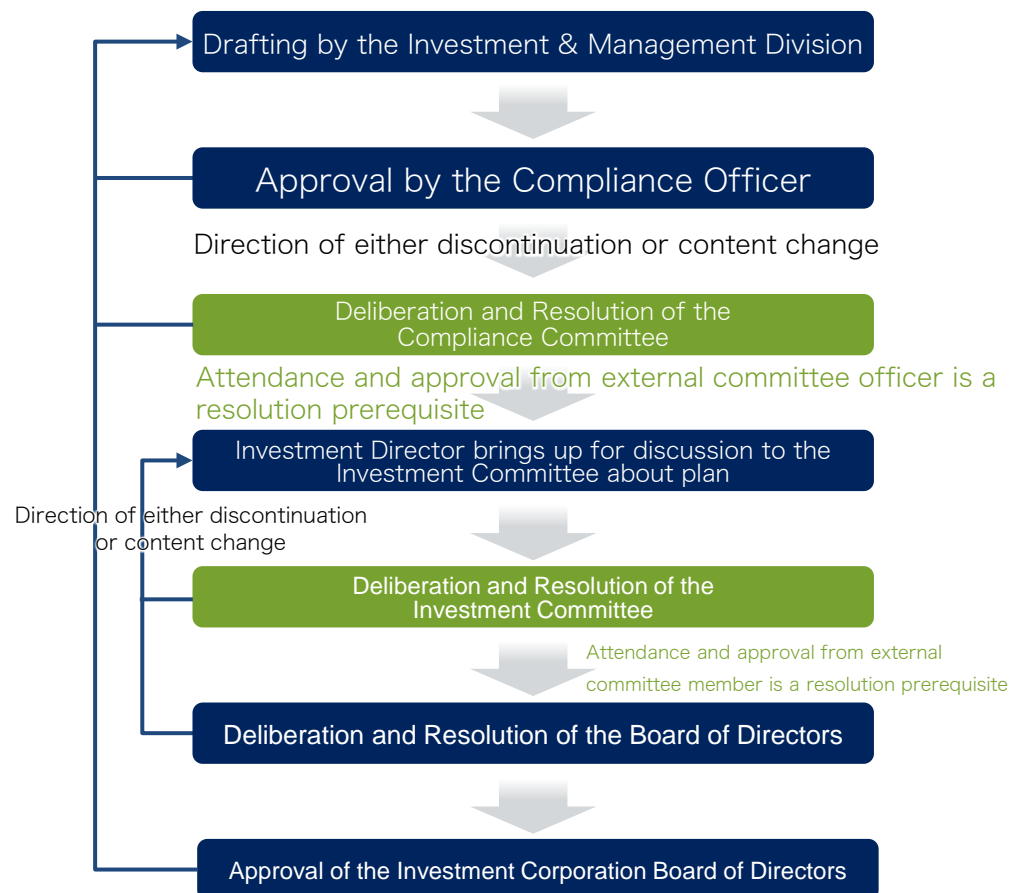 Drafting by the Investment & Management Division
Approval by the Compliance Officer
Direction of either discontinuation or content change
Deliberation and Resolution of the
Compliance Committee
Attendance and approval from external committee officer is a
resolution prerequisite
Investment Director brings up for discussion to the
Investment Committee about plan
Direction of either discontinuation
or content change
Deliberation and Resolution of the
Investment Committee
Attendance and approval from external
committee member is a resolution prerequisite
Deliberation and Resolution of the Board of Directors
Approval of the Investment Corporation Board of Directors